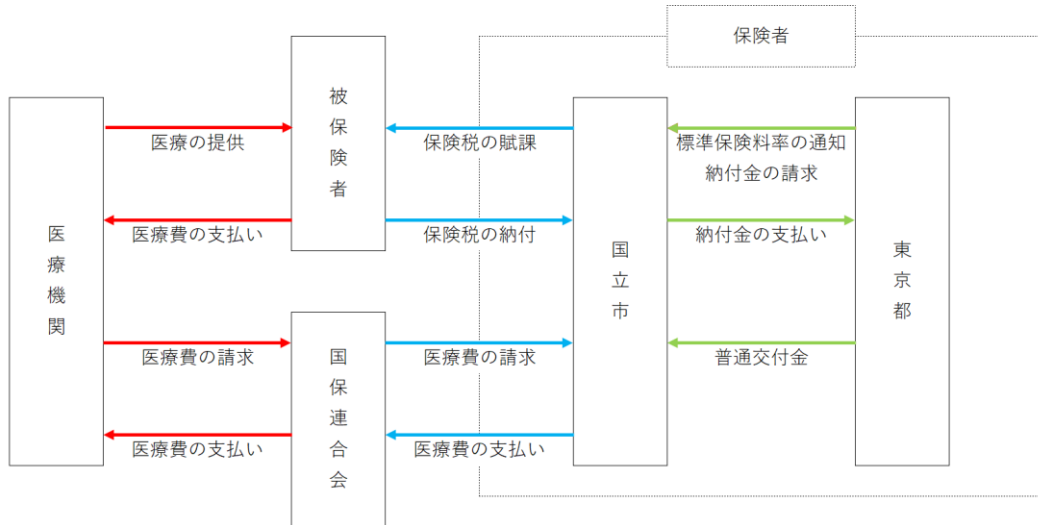 保険者
被保険者
医療の提供
保険税の賦課
標準保険料率の通知
納付金の請求
医療機関
医療費の支払い
保険税の納付
国立市
納付金の支払い
東京都
医療費の請求
国保連合会
医療費の請求
普通交付金
医療費の支払い
医療費の支払い